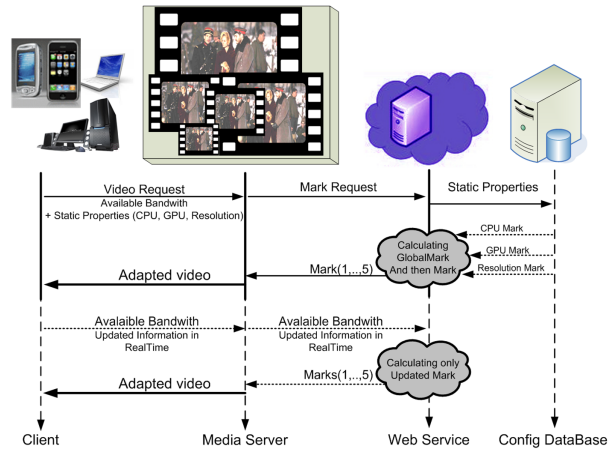 Video Request
Available Bandwith
+ Static Properties (CPU, GPU, Resolution)
Mark Request
Static Properties
CPU Mark
GPU Mark
Resolution Mark
Calculating
GlobalMark
And then Mark
Mark(1,..,5)
Adapted video
Avalaible Bandwith
Updated Information in
RealTime
Avalaible Bandwith
Updated Information in
RealTime
Calculating only
Updated Mark
Marks(1,..,5)
Adapted video
Client
Media Server
Web Service
Config DataBase